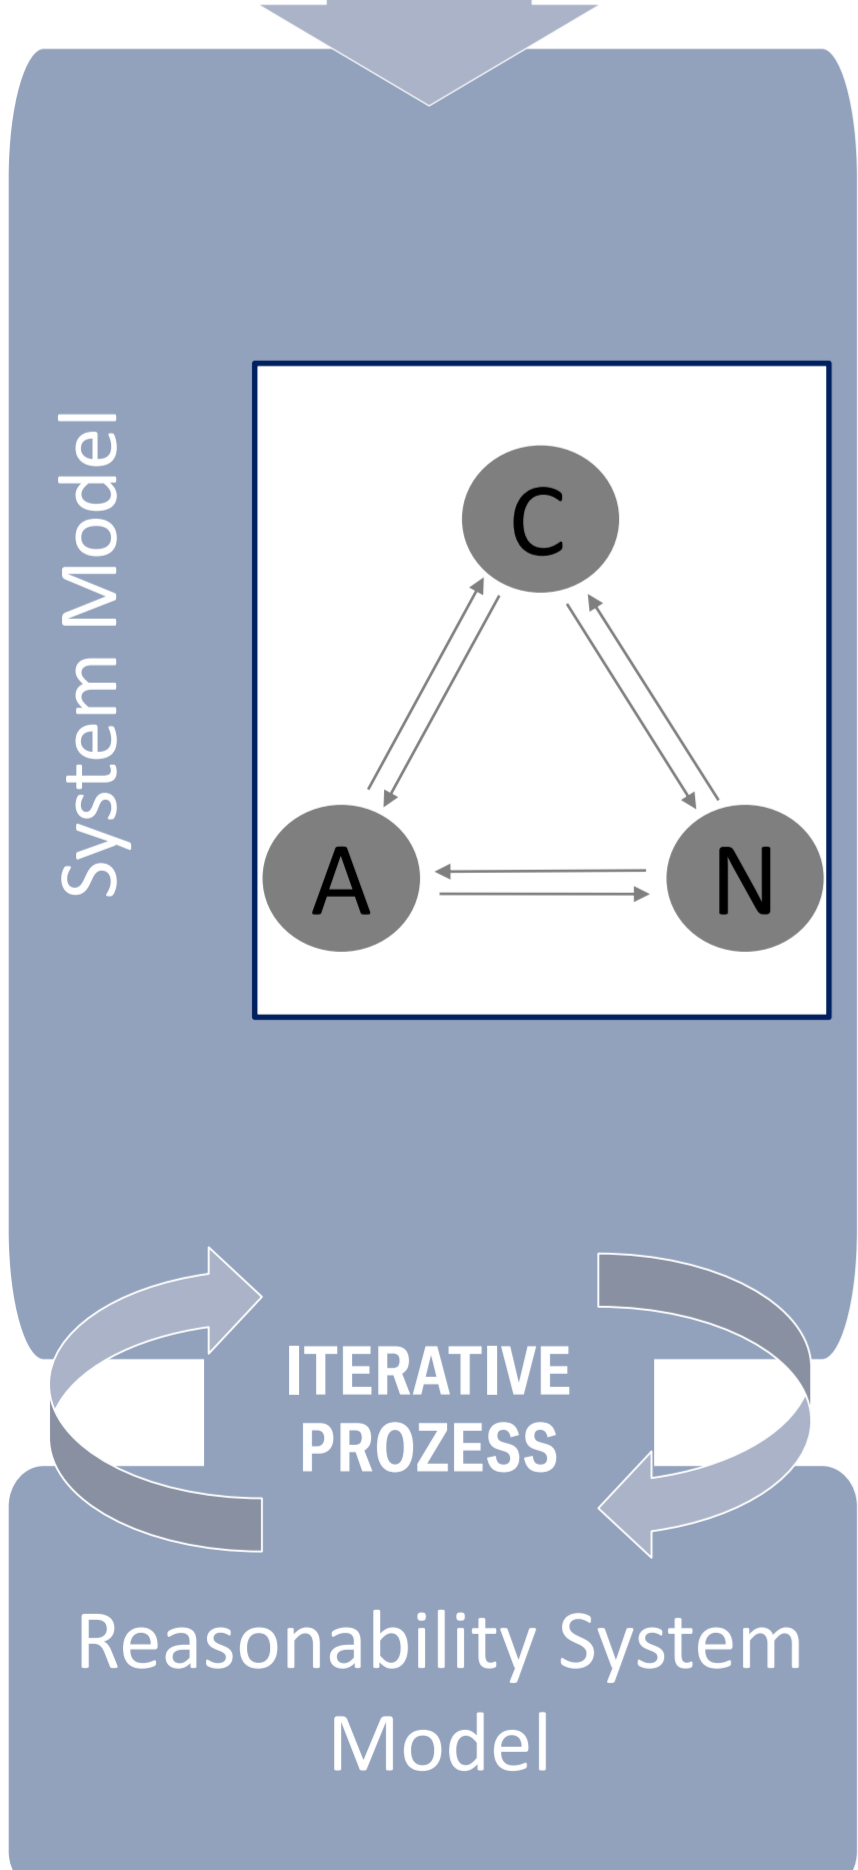 System Model
C
A
N
ITERATIVE
PROZESS
Reasonability System
Model